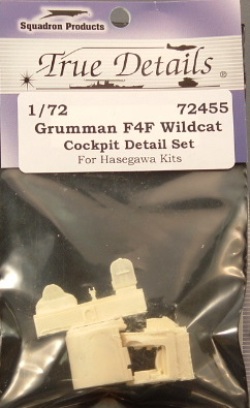 Squadron Products
True Details®
1/72 72455
Grumman F4F Wildcat
Cockpit Detail Set
For Hasegawa Kits